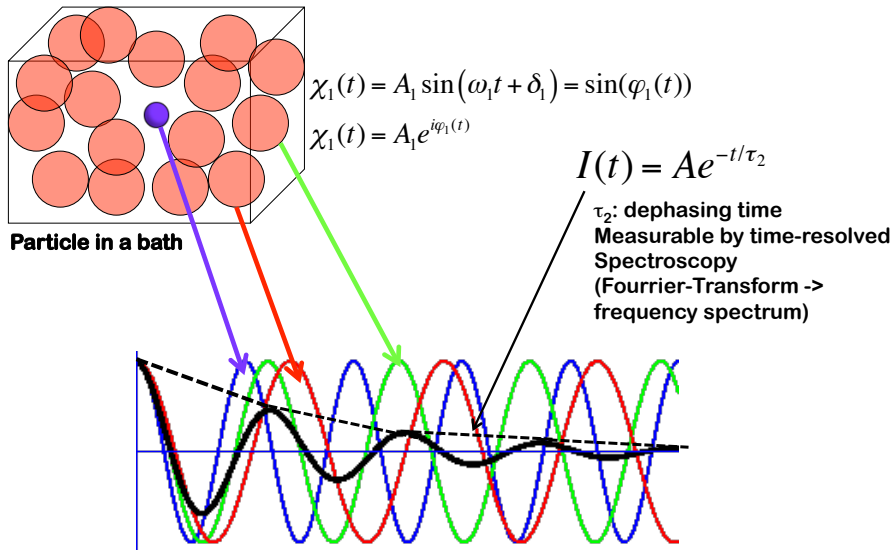 χ₁(t) = A₁ sin(ω₁t + δ₁) = sin(φ₁(t))
χ₁(t) = A₁e^{iφ₁(t)}
I(t) = Ae^{-t/τ₂}
τ₂: dephasing time
Measurable by time-resolved
Spectroscopy
(Fourrier-Transform ->
frequency spectrum)
Particle in a bath